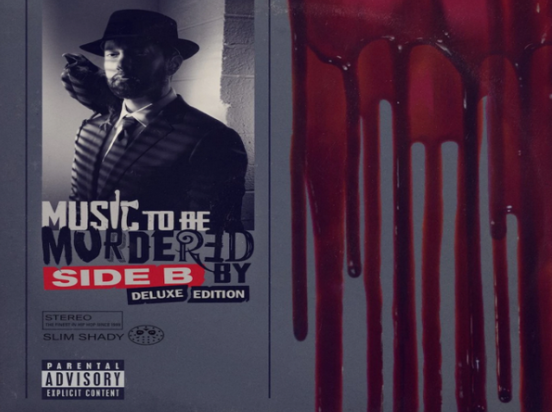 MUSIC TO BE
MURDERED
SIDE B BY
DELUXE EDITION
STEREO
SLIM SHADY
PARENTAL
ADVISORY
EXPLICIT CONTENT